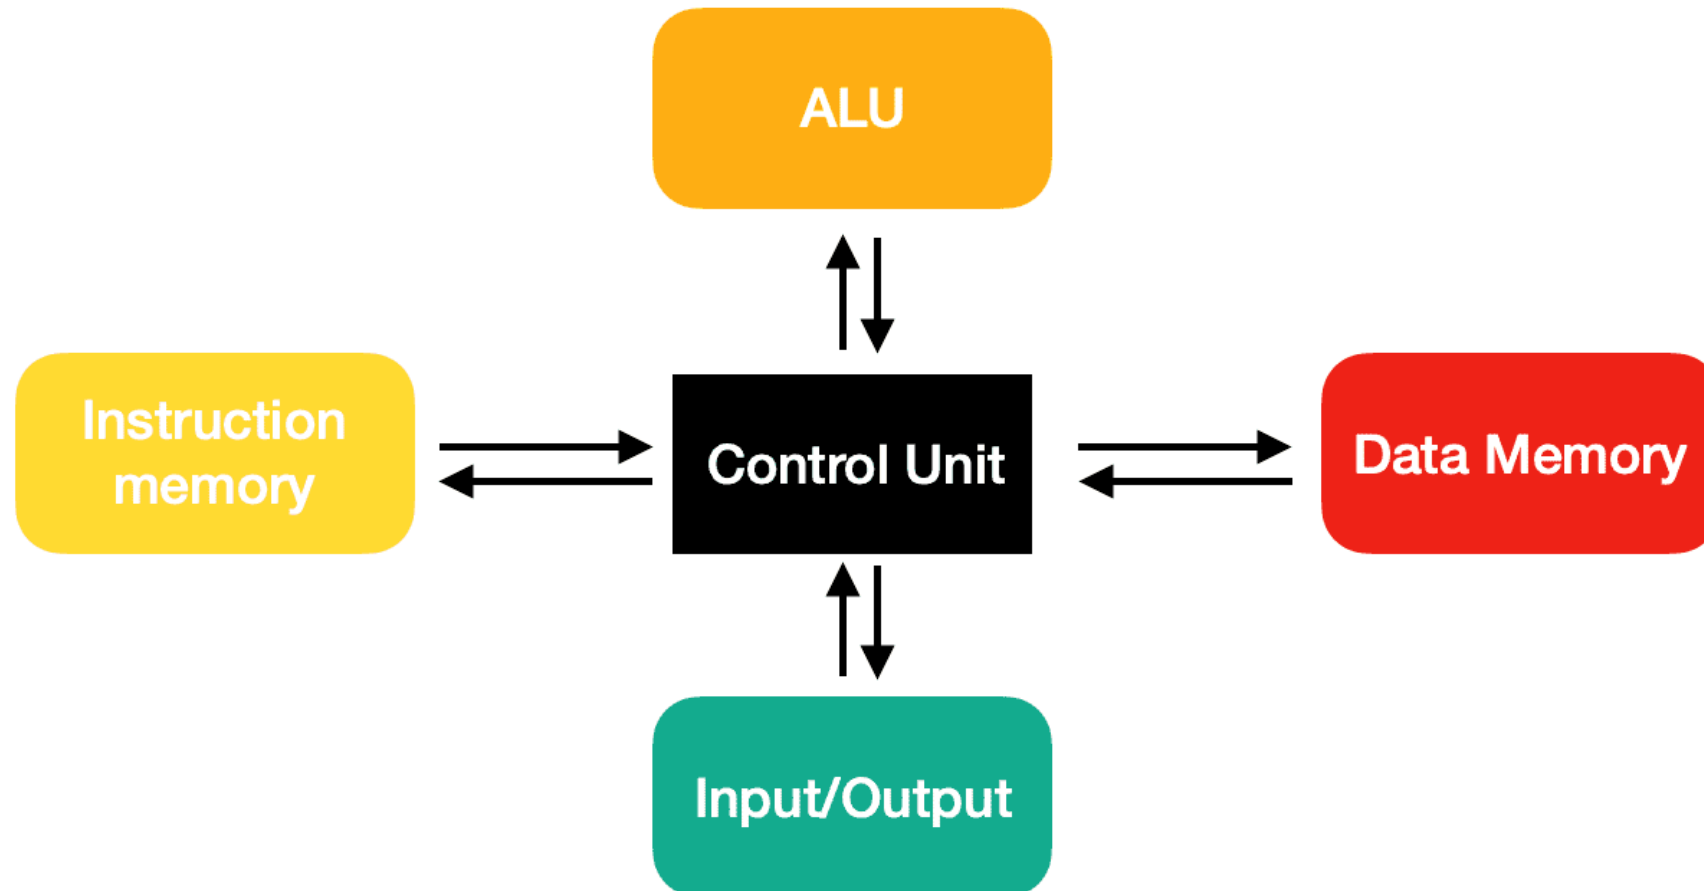 ALU
Instruction
memory
Control Unit
Data Memory
Input/Output